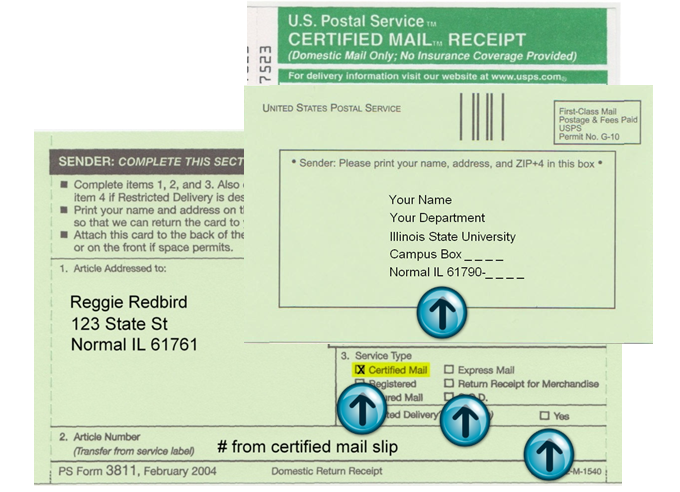 U.S. Postal Service™
CERTIFIED MAIL™ RECEIPT
(Domestic Mail Only; No Insurance Coverage Provided)
For delivery information visit our website at www.usps.com®
7523
UNITED STATES POSTAL SERVICE
First-Class Mail
Postage & Fees Paid
USPS
Permit No. G-10
• Sender: Please print your name, address, and ZIP+4 in this box •
Your Name
Your Department
Illinois State University
Campus Box _ _ _ _
Normal IL 61790-_ _ _ _
SENDER: COMPLETE THIS SECT
■ Complete items 1, 2, and 3. Also
item 4 if Restricted Delivery is des
■ Print your name and address on t
so that we can return the card to
■ Attach this card to the back of the
or on the front if space permits.
1. Article Addressed to:
Reggie Redbird
123 State St
Normal IL 61761
3. Service Type
☒ Certified Mail ☐ Express Mail
☐ Registered ☐ Return Receipt for Merchandise
ured Mail
ted Delivery ☐ Yes
2. Article Number
(Transfer from service label)
# from certified mail slip
PS Form 3811, February 2004 Domestic Return Receipt -M-1540